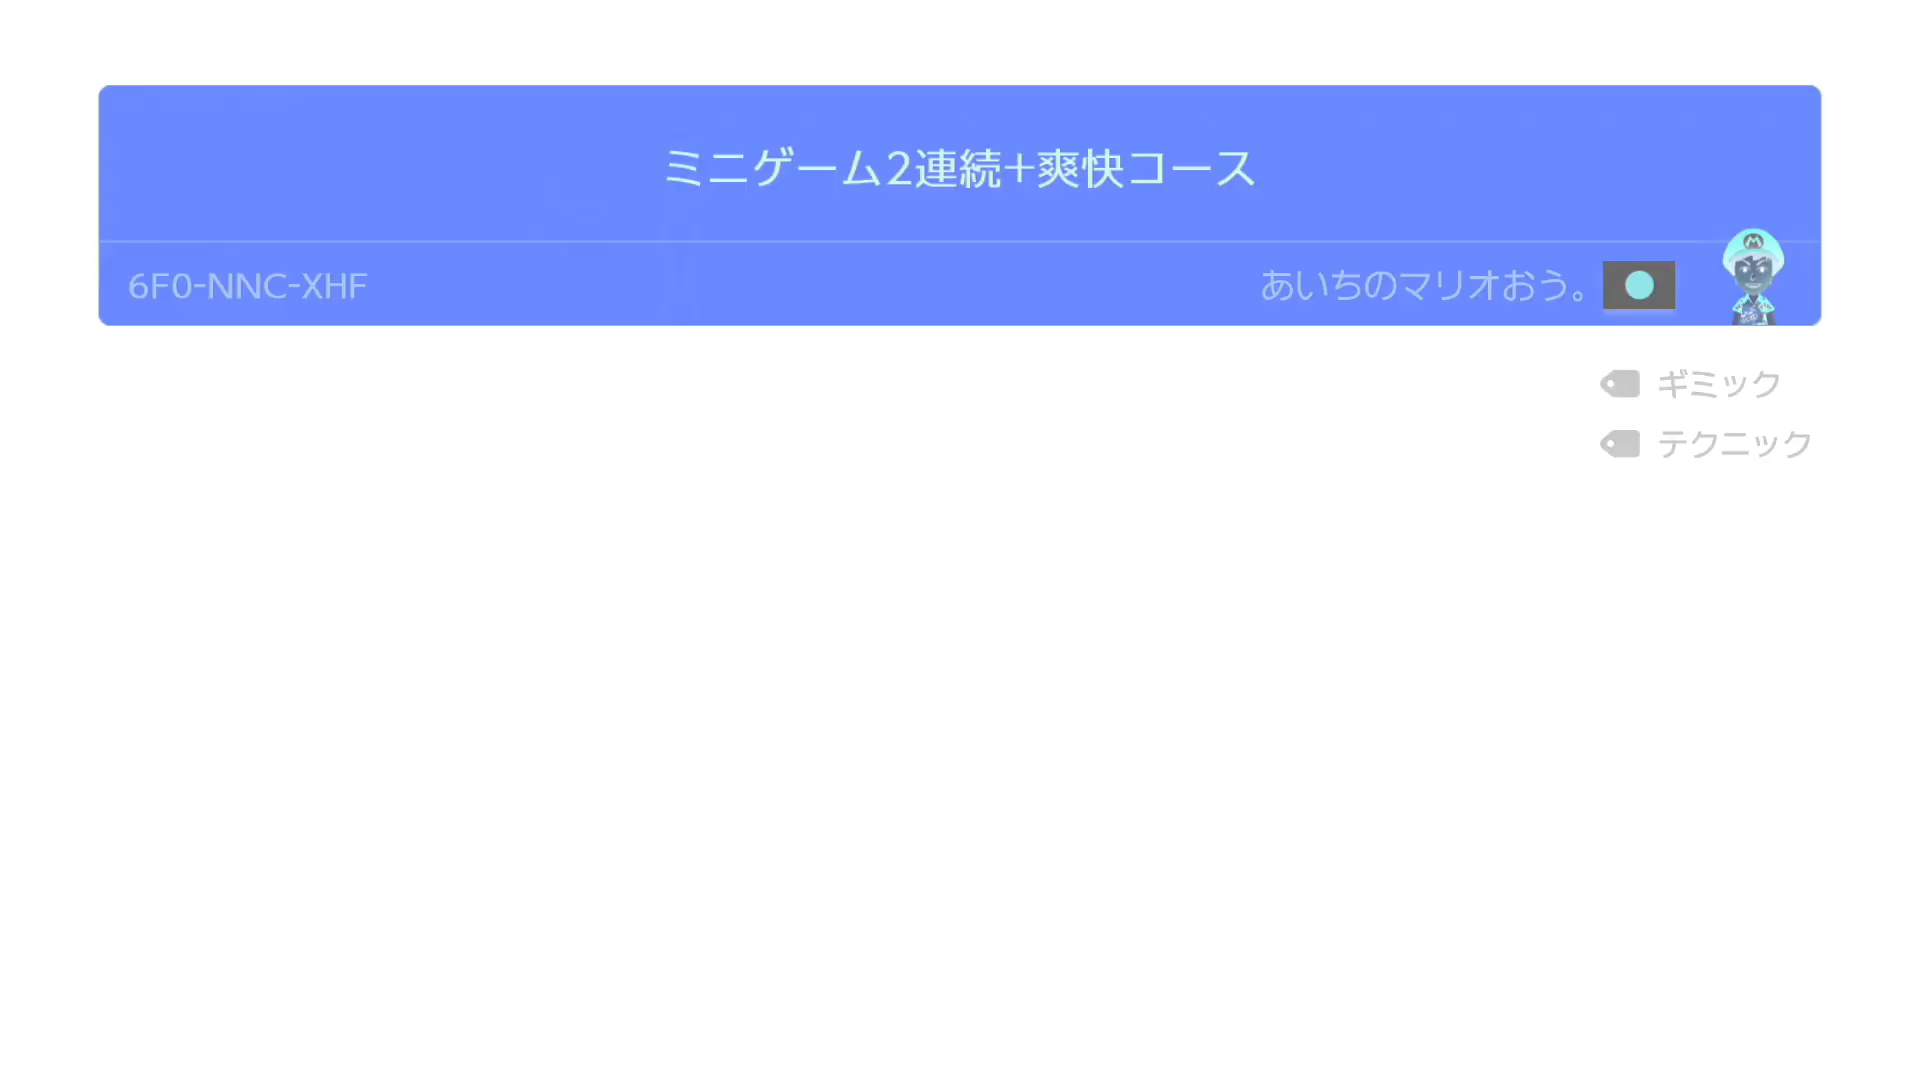 ミニゲーム2連続+爽快コース
6F0-NNC-XHF
あいちのマリオおう。
M
ギミック
テクニック